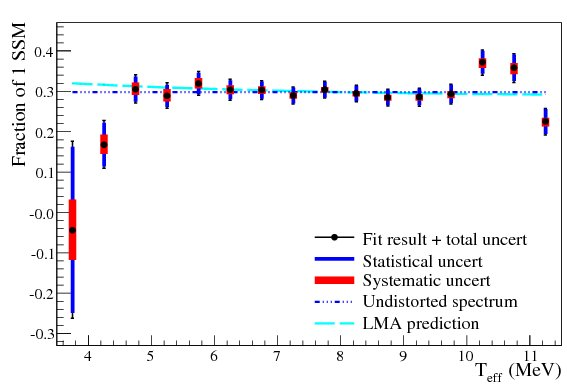 Fraction of 1 SSM
0.4
0.3
0.2
0.1
-0.0
-0.1
-0.2
-0.3
Fit result + total uncert
Statistical uncert
Systematic uncert
Undistorted spectrum
LMA prediction
4 5 6 7 8 9 10 11
T_eff (MeV)